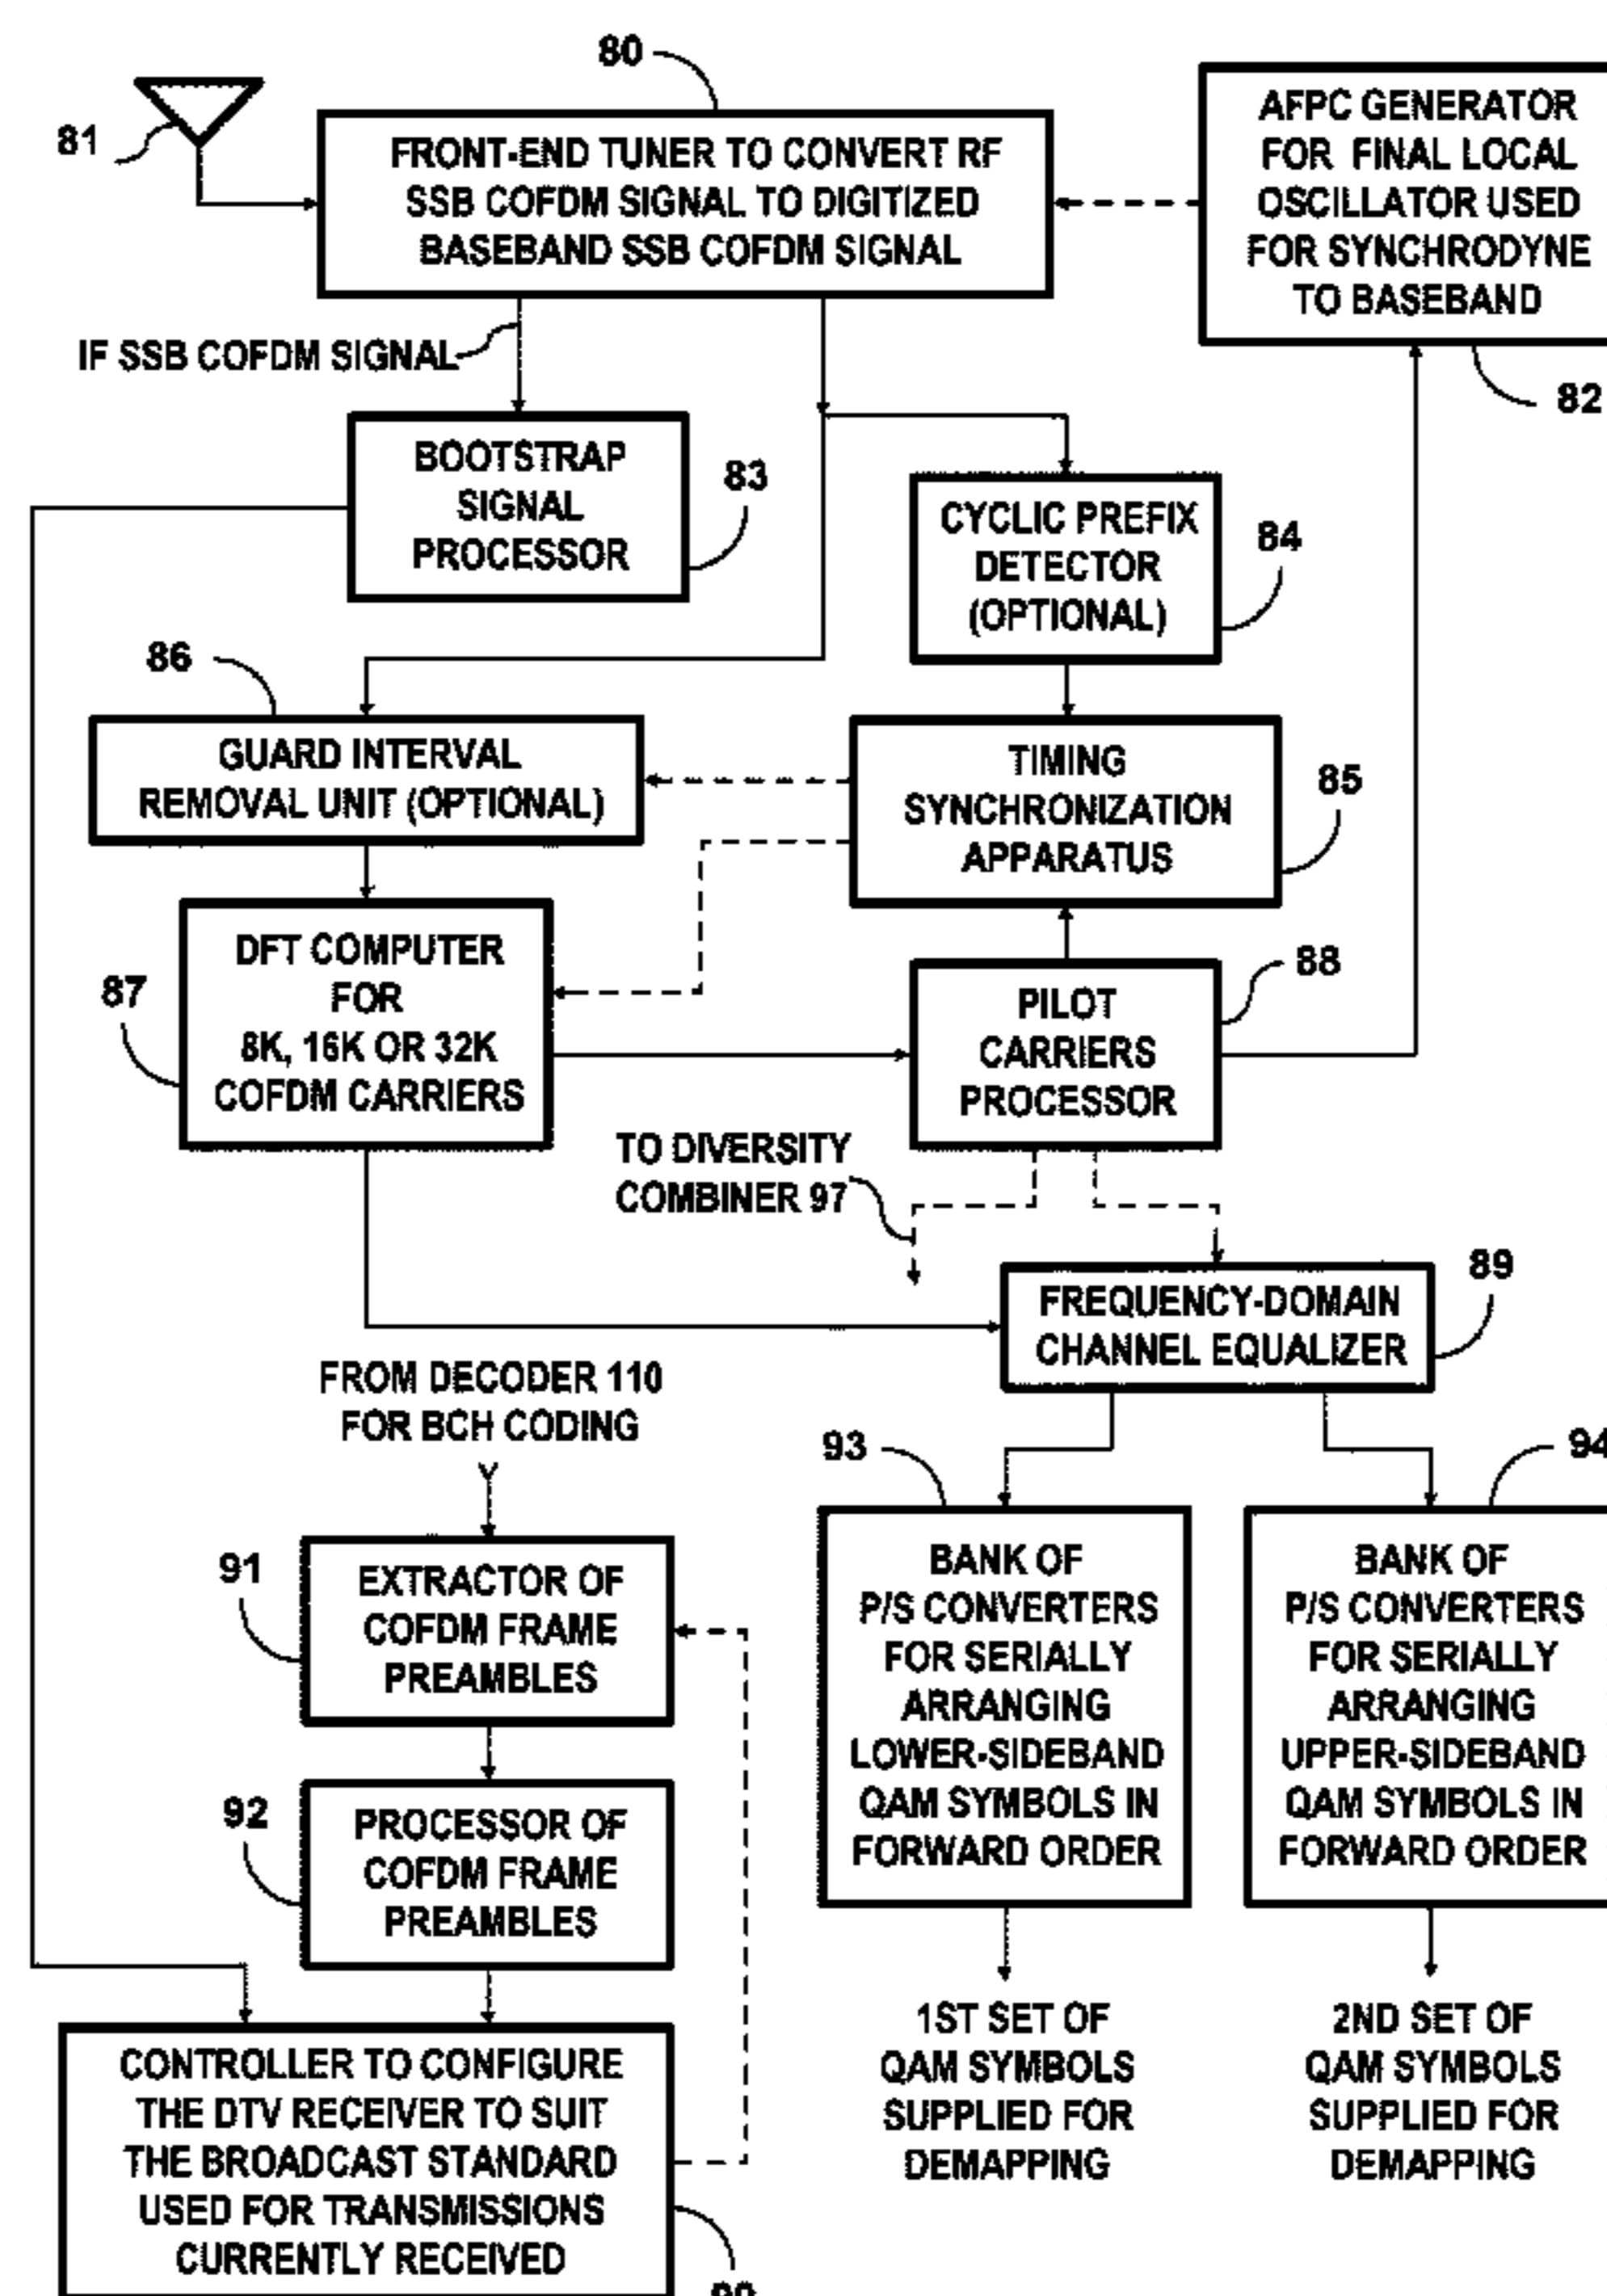 80
81
FRONT-END TUNER TO CONVERT RF
SSB COFDM SIGNAL TO DIGITIZED
BASEBAND SSB COFDM SIGNAL
AFPC GENERATOR
FOR FINAL LOCAL
OSCILLATOR USED
FOR SYNCHRODYNE
TO BASEBAND
82
IF SSB COFDM SIGNAL
BOOTSTRAP
SIGNAL
PROCESSOR
83
CYCLIC PREFIX
DETECTOR
(OPTIONAL)
84
86
GUARD INTERVAL
REMOVAL UNIT (OPTIONAL)
TIMING
SYNCHRONIZATION
APPARATUS
85
87
DFT COMPUTER
FOR
8K, 16K OR 32K
COFDM CARRIERS
PILOT
CARRIERS
PROCESSOR
88
TO DIVERSITY
COMBINER 97
FREQUENCY-DOMAIN
CHANNEL EQUALIZER
89
FROM DECODER 110
FOR BCH CODING
93
94
91
EXTRACTOR OF
COFDM FRAME
PREAMBLES
BANK OF
P/S CONVERTERS
FOR SERIALLY
ARRANGING
LOWER-SIDEBAND
QAM SYMBOLS IN
FORWARD ORDER
BANK OF
P/S CONVERTERS
FOR SERIALLY
ARRANGING
UPPER-SIDEBAND
QAM SYMBOLS IN
FORWARD ORDER
92
PROCESSOR OF
COFDM FRAME
PREAMBLES
CONTROLLER TO CONFIGURE
THE DTV RECEIVER TO SUIT
THE BROADCAST STANDARD
USED FOR TRANSMISSIONS
CURRENTLY RECEIVED
1ST SET OF
QAM SYMBOLS
SUPPLIED FOR
DEMAPPING
2ND SET OF
QAM SYMBOLS
SUPPLIED FOR
DEMAPPING